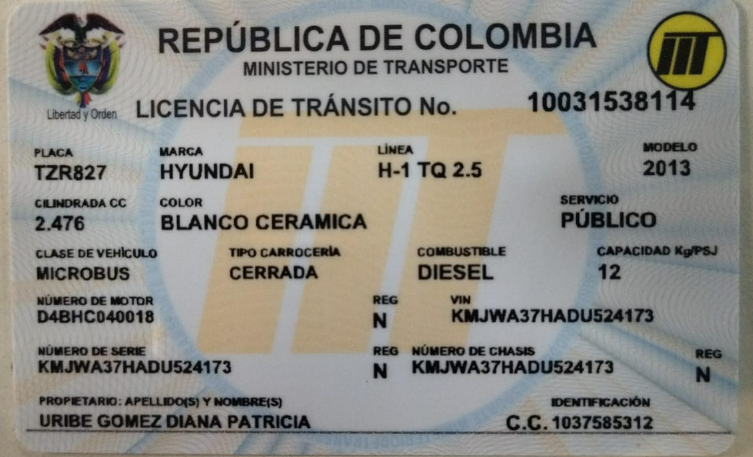 REPÚBLICA DE COLOMBIA
MINISTERIO DE TRANSPORTE
Libertad y Orden
LICENCIA DE TRÁNSITO No. 10031538114
PLACA MARCA LÍNEA MODELO
TZR827 HYUNDAI H-1 TQ 2.5 2013
CILINDRADA CC COLOR SERVICIO
2.476 BLANCO CERAMICA PÚBLICO
CLASE DE VEHÍCULO TIPO CARROCERÍA COMBUSTIBLE CAPACIDAD Kg/PSJ
MICROBUS CERRADA DIESEL 12
NÚMERO DE MOTOR REG VIN
D4BHC040018 N KMJWA37HADU524173
NÚMERO DE SERIE REG NÚMERO DE CHASIS REG
KMJWA37HADU524173 N KMJWA37HADU524173 N
PROPIETARIO: APELLIDO(S) Y NOMBRE(S) IDENTIFICACIÓN
URIBE GOMEZ DIANA PATRICIA C.C. 1037585312